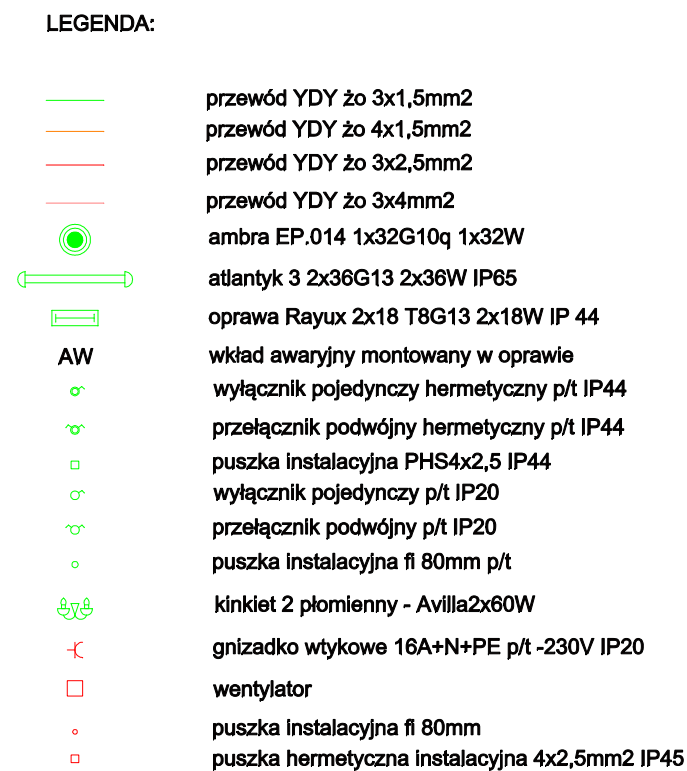 LEGENDA:
przewód YDY żo 3x1,5mm2
przewód YDY żo 4x1,5mm2
przewód YDY żo 3x2,5mm2
przewód YDY żo 3x4mm2
ambra EP.014 1x32G10q 1x32W
atlantyk 3 2x36G13 2x36W IP65
oprawa Rayux 2x18 T8G13 2x18W IP 44
AW wkład awaryjny montowany w oprawie
wyłącznik pojedynczy hermetyczny p/t IP44
przełącznik podwójny hermetyczny p/t IP44
puszka instalacyjna PHS4x2,5 IP44
wyłącznik pojedynczy p/t IP20
przełącznik podwójny p/t IP20
puszka instalacyjna fi 80mm p/t
kinkiet 2 płomienny - Avilla2x60W
gnizadko wtykowe 16A+N+PE p/t -230V IP20
wentylator
puszka instalacyjna fi 80mm
puszka hermetyczna instalacyjna 4x2,5mm2 IP45